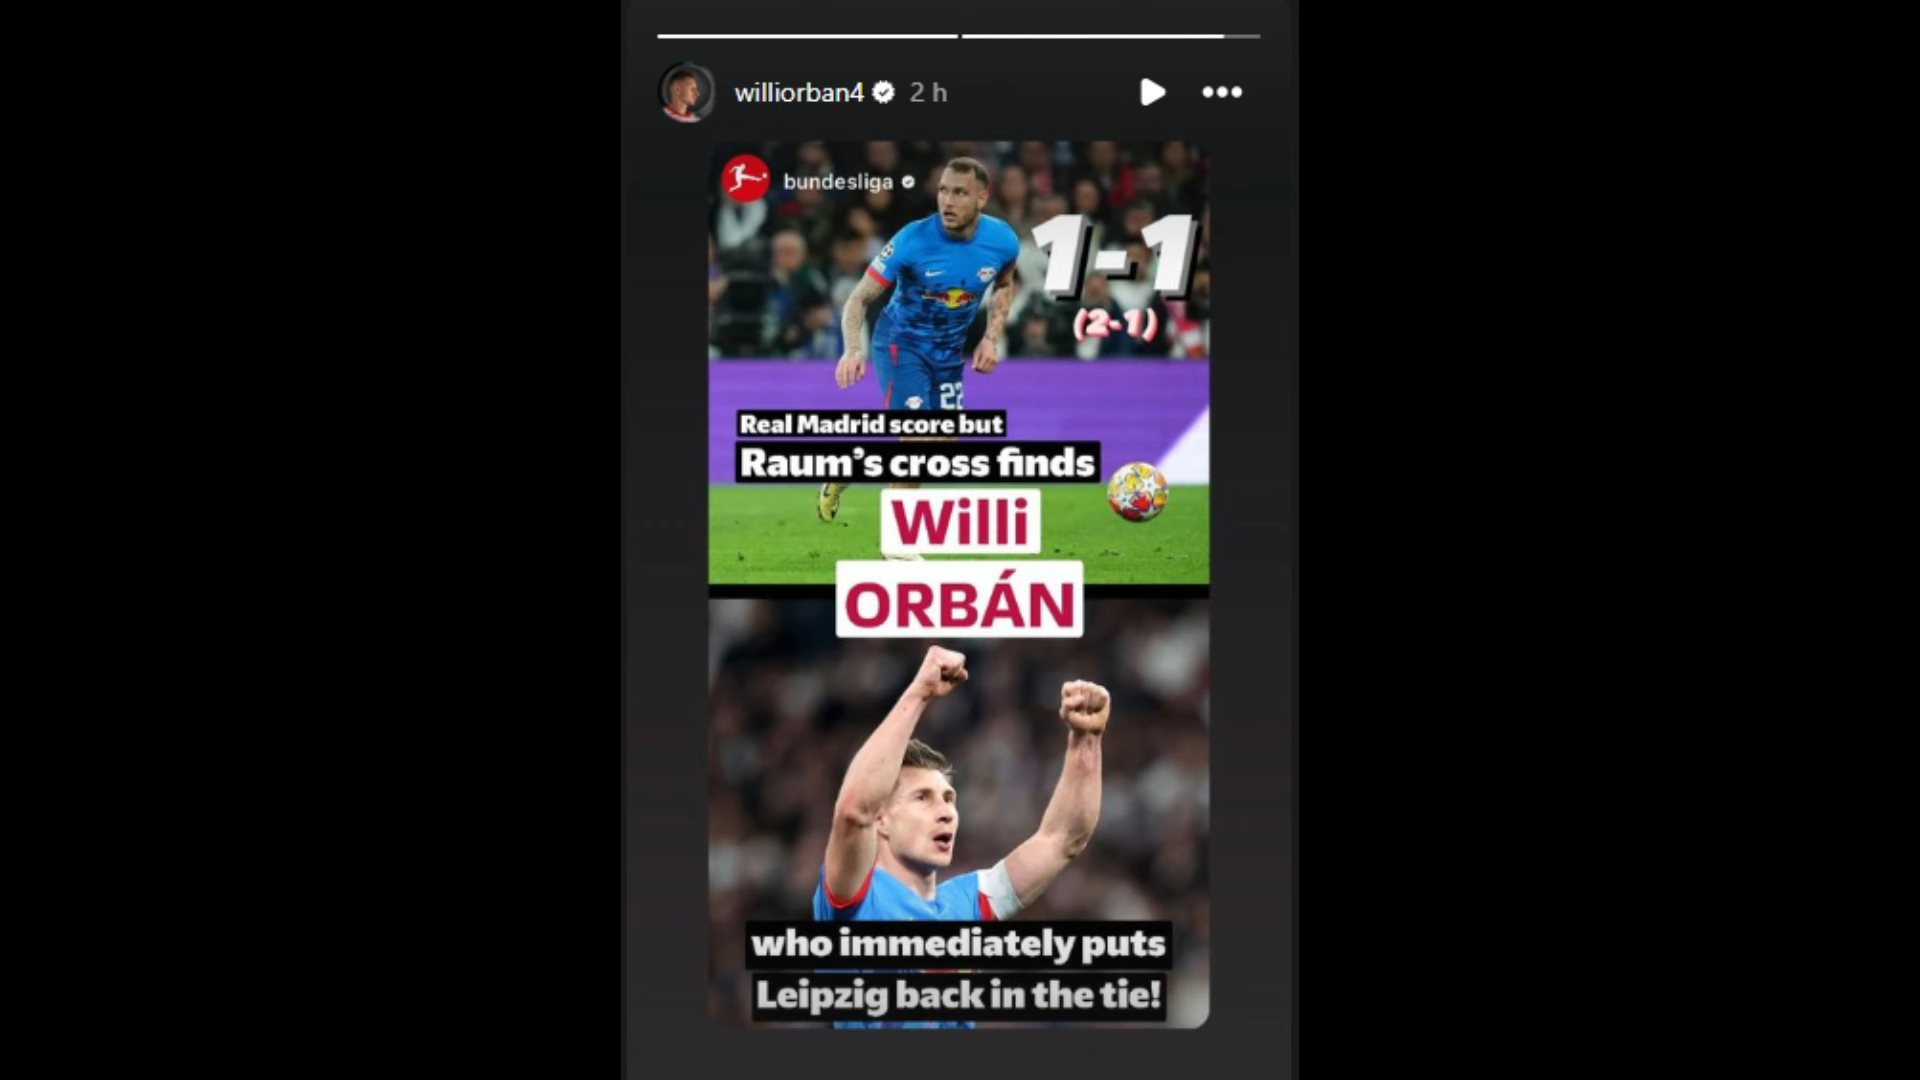 williorban4 2 h
bundesliga
1-1
(2-1)
22
Real Madrid score but
Raum's cross finds
Willi
ORBÁN
who immediately puts
Leipzig back in the tie!